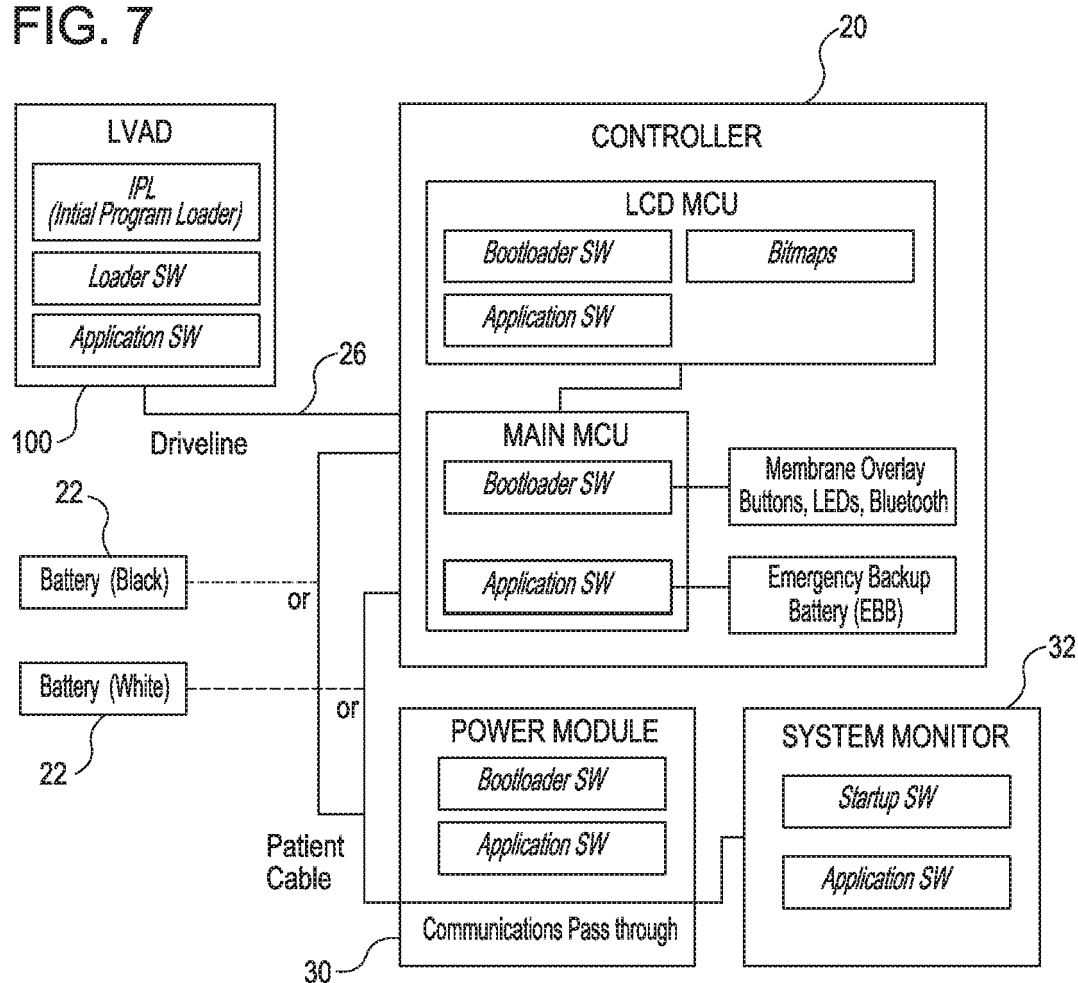 FIG. 7
20
LVAD
IPL
(Intial Program Loader)
Loader SW
Application SW
100
26
Driveline
CONTROLLER
LCD MCU
Bootloader SW
Bitmaps
Application SW
MAIN MCU
Bootloader SW
Membrane Overlay
Buttons, LEDs, Bluetooth
Application SW
Emergency Backup
Battery (EBB)
22
Battery (Black)
or
Battery (White)
22
or
Patient
Cable
POWER MODULE
Bootloader SW
Application SW
Communications Pass through
30
32
SYSTEM MONITOR
Startup SW
Application SW